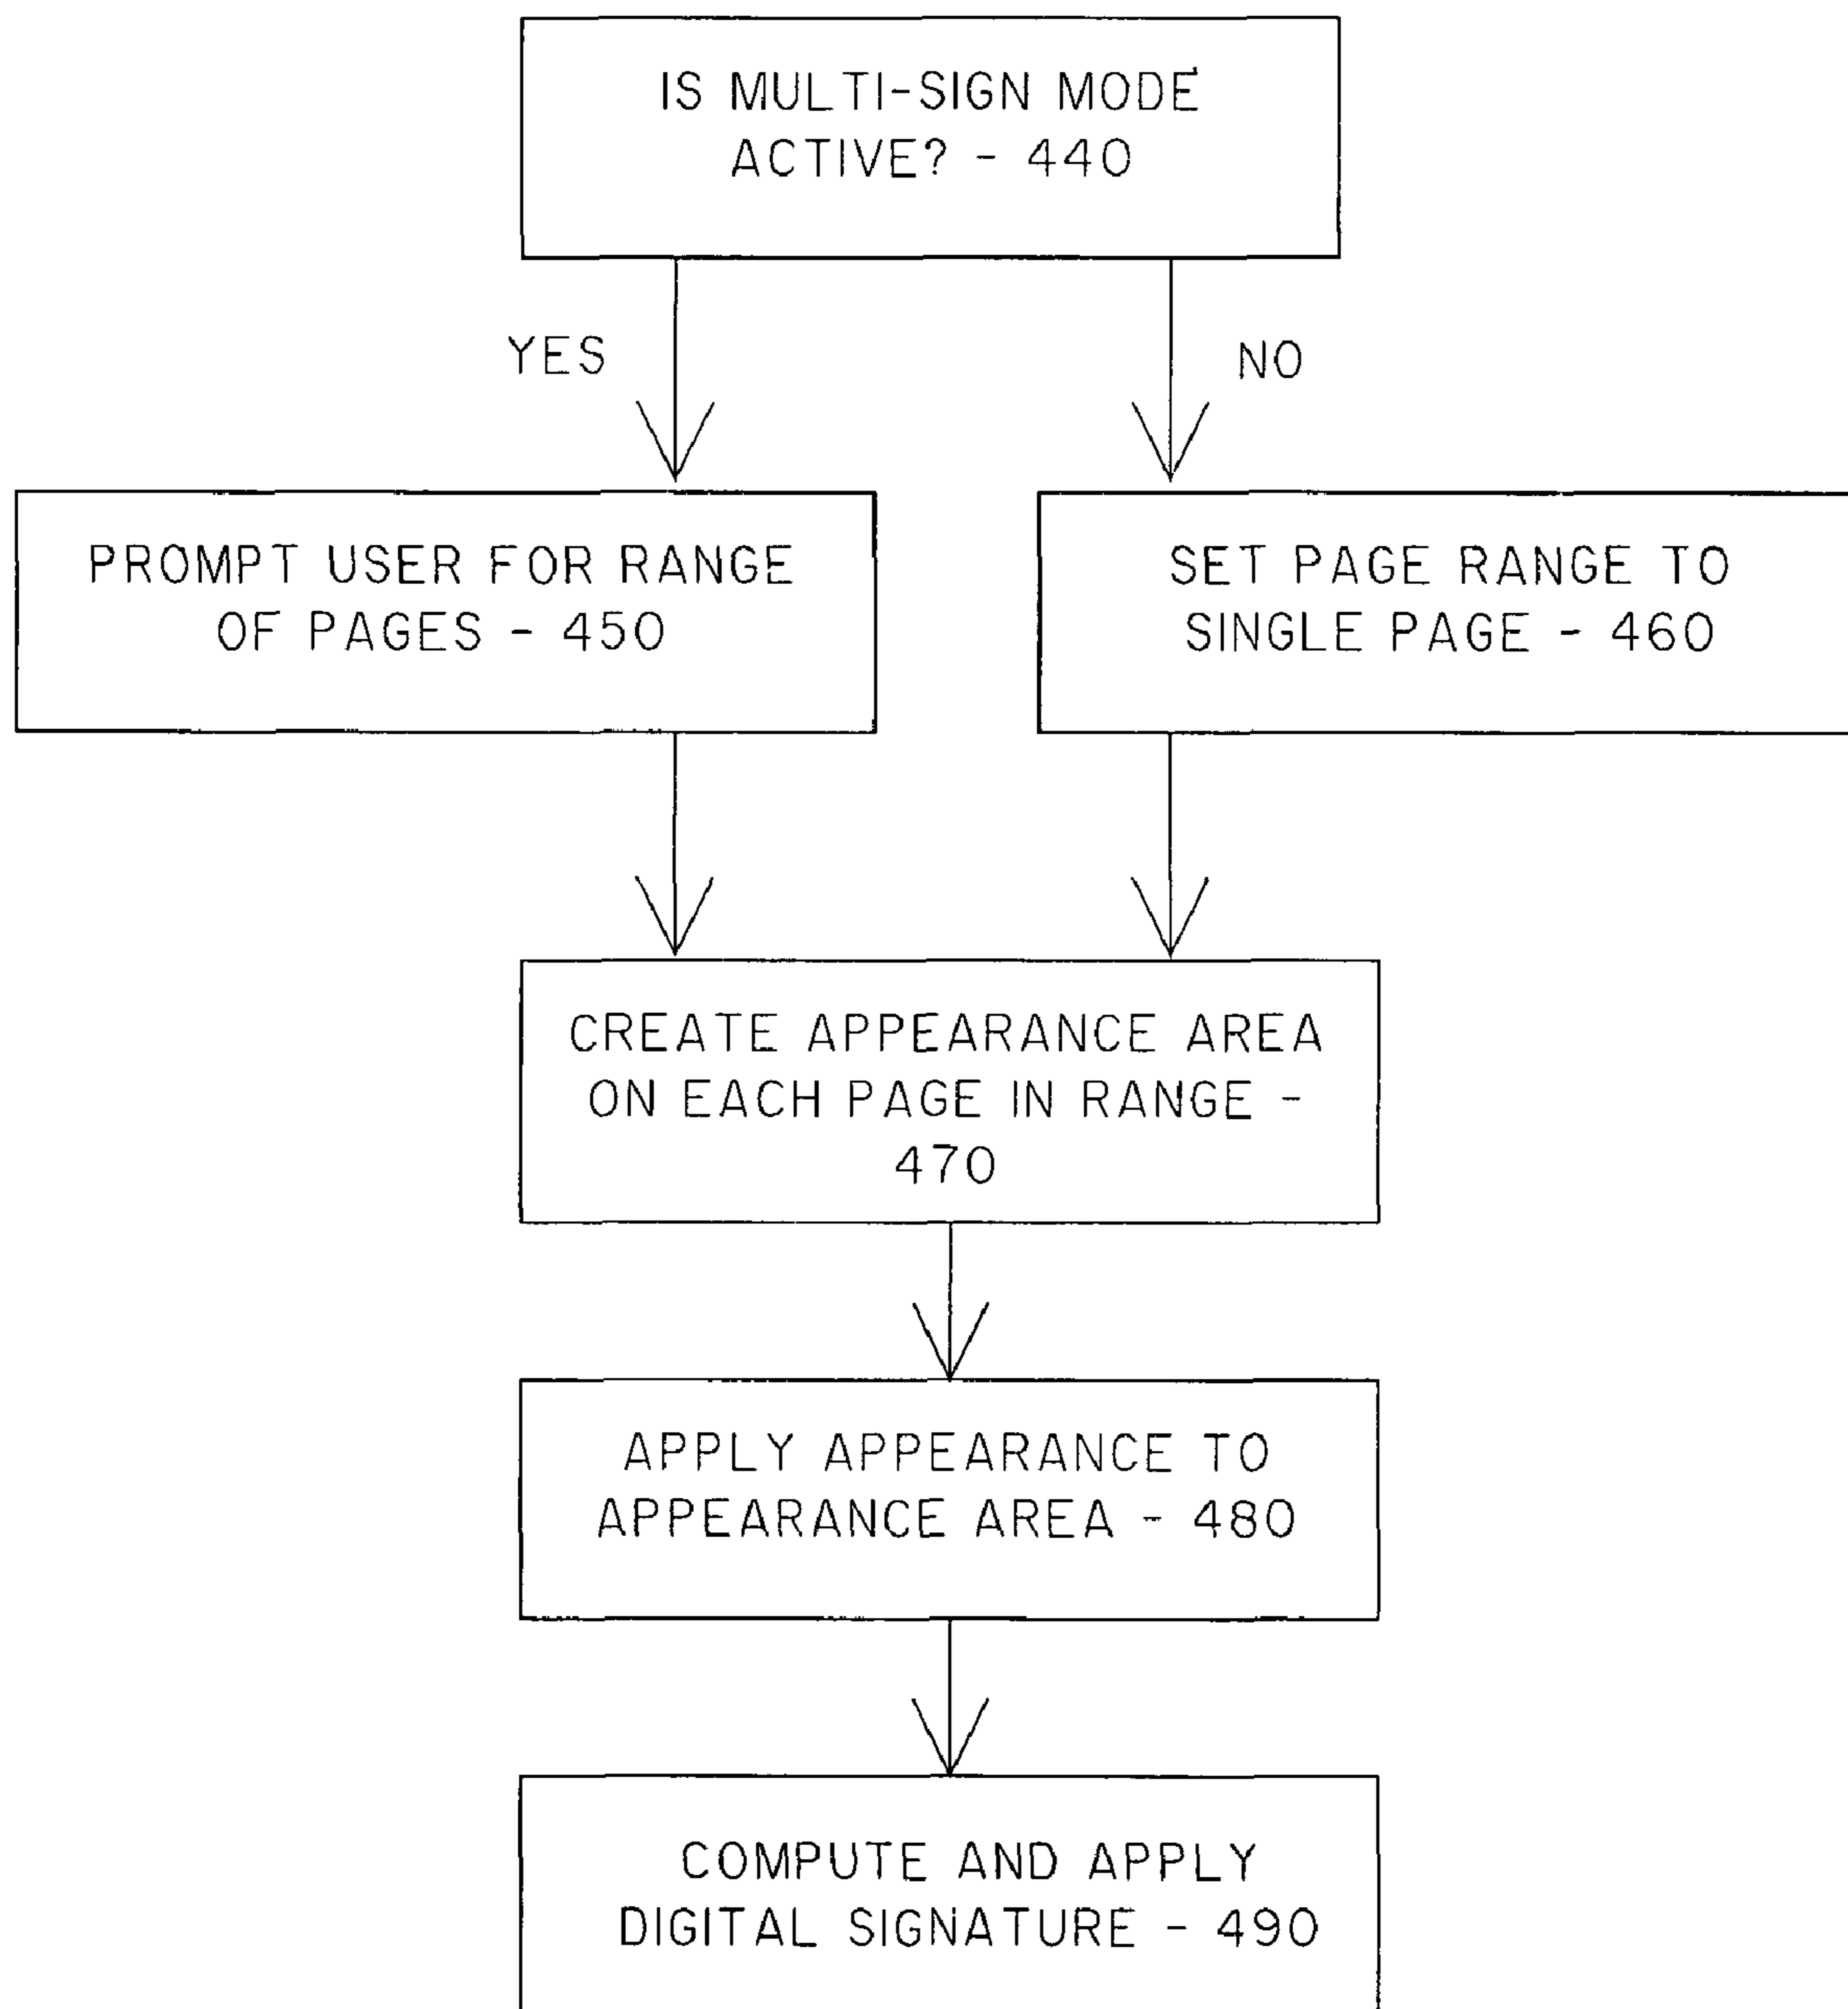 IS MULTI-SIGN MODE
ACTIVE? - 440
YES
NO
PROMPT USER FOR RANGE
OF PAGES - 450
SET PAGE RANGE TO
SINGLE PAGE - 460
CREATE APPEARANCE AREA
ON EACH PAGE IN RANGE -
470
APPLY APPEARANCE TO
APPEARANCE AREA - 480
COMPUTE AND APPLY
DIGITAL SIGNATURE - 490